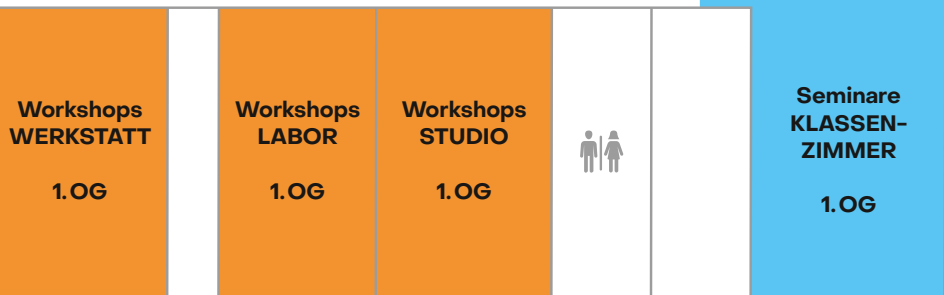 Workshops
WERKSTATT
1. OG
Workshops
LABOR
1. OG
Workshops
STUDIO
1. OG
Seminare
KLASSEN-
ZIMMER
1. OG